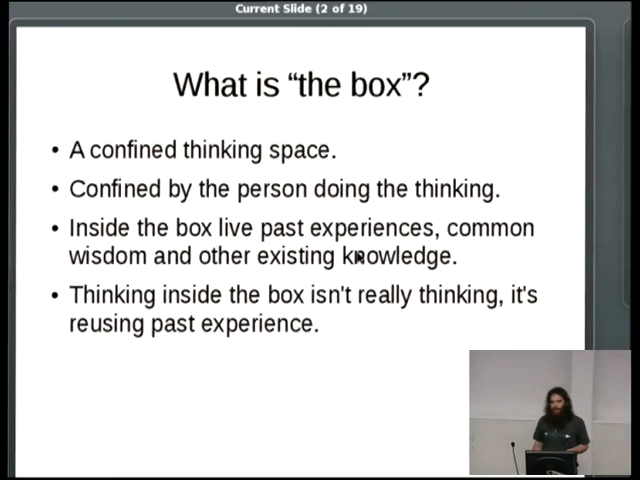 Current Slide (2 of 19)
What is “the box”?
• A confined thinking space.
• Confined by the person doing the thinking.
• Inside the box live past experiences, common
wisdom and other existing knowledge.
• Thinking inside the box isn't really thinking, it's
reusing past experience.